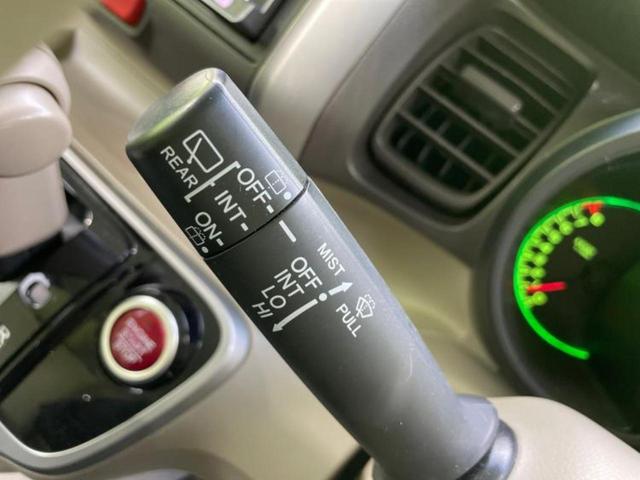 REAR
OFF-
INT-
ON-
MIST
OFF
INT
LO
HI
PULL